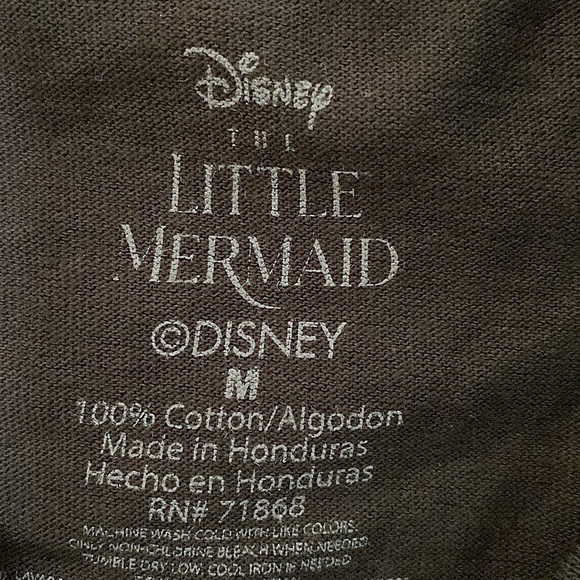 Disney
THE
LITTLE
MERMAID
©DISNEY
M
100% Cotton/Algodon
Made in Honduras
Hecho en Honduras
RN# 71868
MACHINE WASH COLD WITH LIKE COLORS.
ONLY NON-CHLORINE BLEACH WHEN NEEDED.
TUMBLE DRY LOW. COOL IRON IF NEEDED